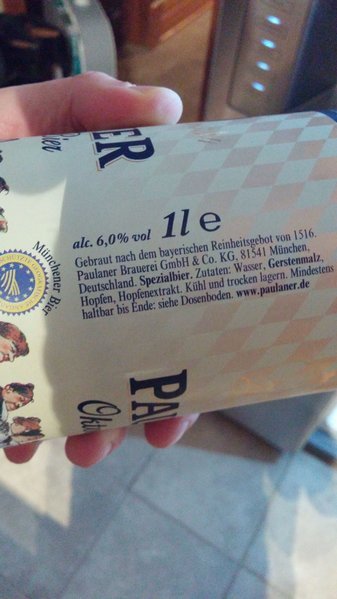 ER
Bier
alc. 6,0% vol 1l e
Gebraut nach dem bayerischen Reinheitsgebot von 1516.
Paulaner Brauerei GmbH & Co. KG, 81541 München,
Deutschland. Spezialbier. Zutaten: Wasser, Gerstenmalz,
Hopfen, Hopfenextrakt. Kühl und trocken lagern. Mindestens
haltbar bis Ende: siehe Dosenboden. www.paulaner.de
Münchener Bier
PA
Okt